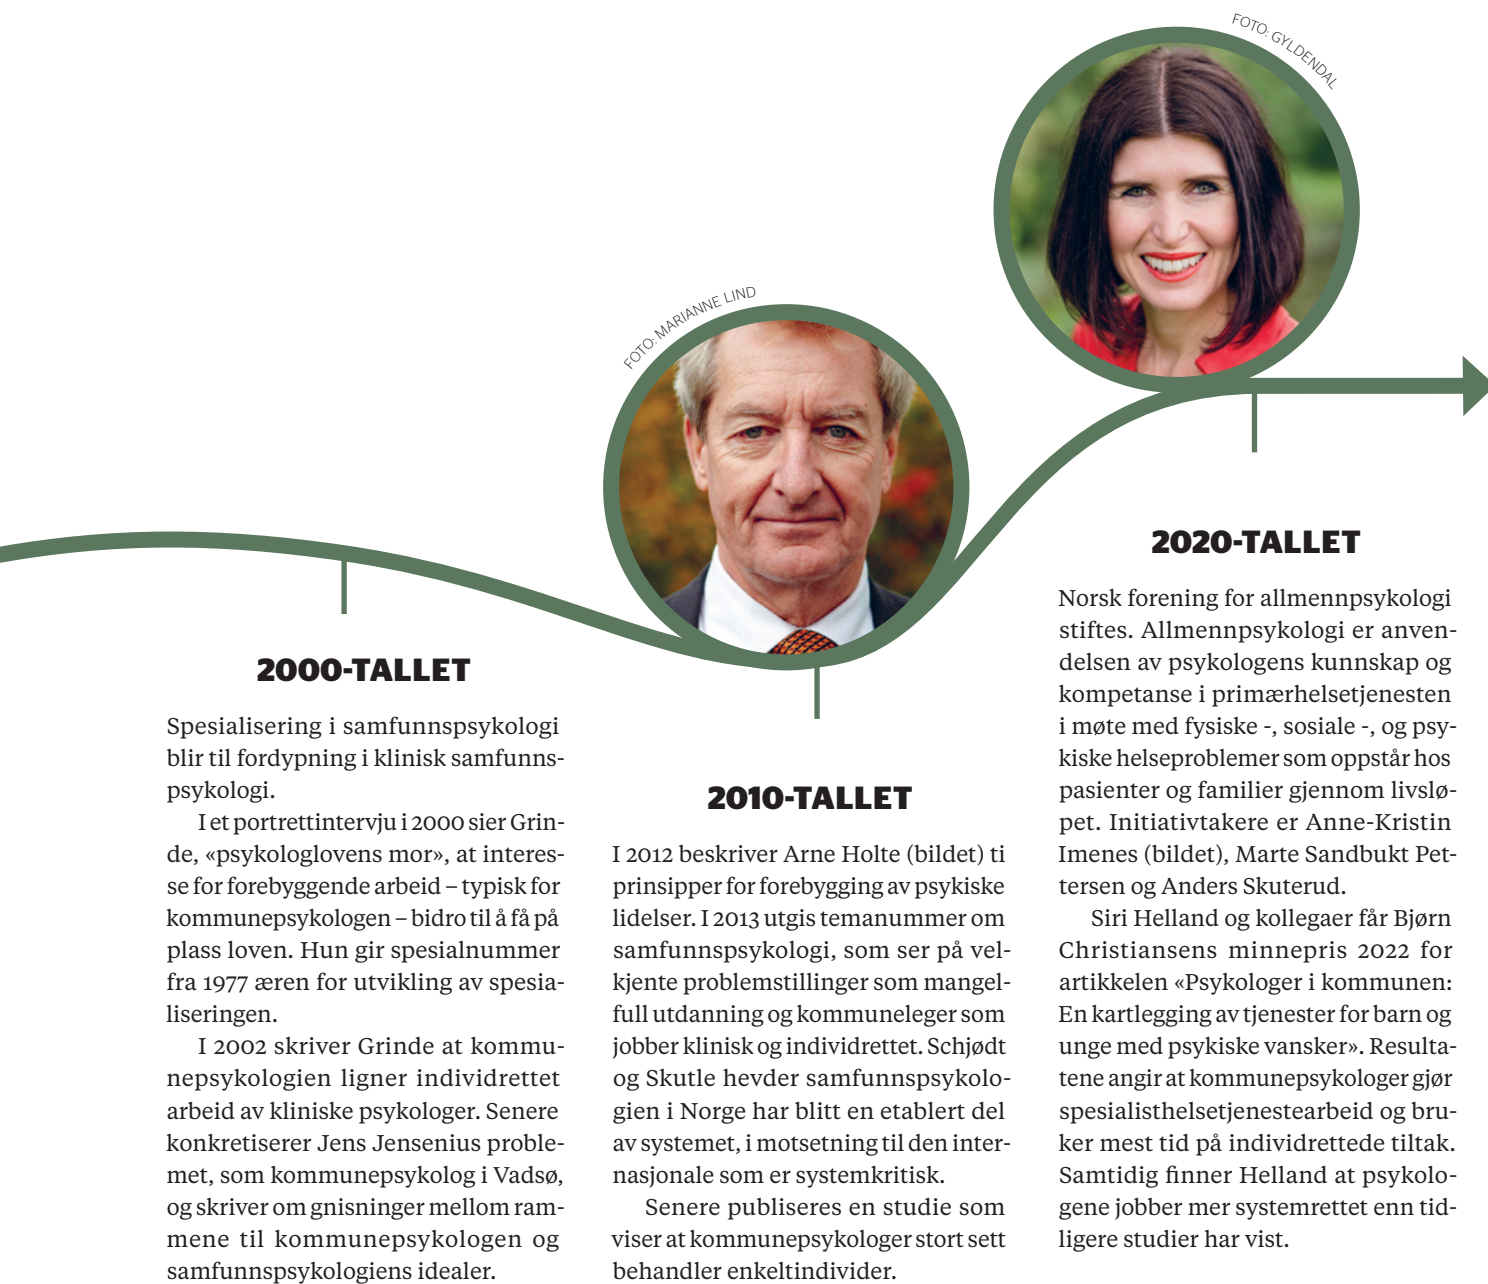 FOTO: GYLDENDAL
FOTO: MARIANNE LIND
2000-TALLET
Spesialisering i samfunnspsykologi
blir til fordypning i klinisk samfunns-
psykologi.
I et portrettintervju i 2000 sier Grin-
de, «psykologlovens mor», at interes-
se for forebyggende arbeid – typisk for
kommunepsykologen – bidro til å få på
plass loven. Hun gir spesialnummer
fra 1977 æren for utvikling av spesia-
liseringen.
I 2002 skriver Grinde at kommu-
nepsykologien ligner individrettet
arbeid av kliniske psykologer. Senere
konkretiserer Jens Jensenius proble-
met, som kommunepsykolog i Vadsø,
og skriver om gnisninger mellom ram-
mene til kommunepsykologen og
samfunnspsykologiens idealer.
2010-TALLET
I 2012 beskriver Arne Holte (bildet) ti
prinsipper for forebygging av psykiske
lidelser. I 2013 utgis temanummer om
samfunnspsykologi, som ser på vel-
kjente problemstillinger som mangel-
full utdanning og kommuneleger som
jobber klinisk og individrettet. Schjødt
og Skutle hevder samfunnspsykolo-
gien i Norge har blitt en etablert del
av systemet, i motsetning til den inter-
nasjonale som er systemkritisk.
Senere publiseres en studie som
viser at kommunepsykologer stort sett
behandler enkeltindivider.
2020-TALLET
Norsk forening for allmennpsykologi
stiftes. Allmennpsykologi er anven-
delsen av psykologens kunnskap og
kompetanse i primærhelsetjenesten
i møte med fysiske -, sosiale -, og psy-
kiske helseproblemer som oppstår hos
pasienter og familier gjennom livslø-
pet. Initiativtakere er Anne-Kristin
Imenes (bildet), Marte Sandbukt Pet-
tersen og Anders Skuterud.
Siri Helland og kollegaer får Bjørn
Christiansens minnepris 2022 for
artikkelen «Psykologer i kommunen:
En kartlegging av tjenester for barn og
unge med psykiske vansker». Resulta-
tene angir at kommunepsykologer gjør
spesialisthelsetjenestearbeid og bru-
ker mest tid på individrettede tiltak.
Samtidig finner Helland at psykolo-
gene jobber mer systemrettet enn tid-
ligere studier har vist.